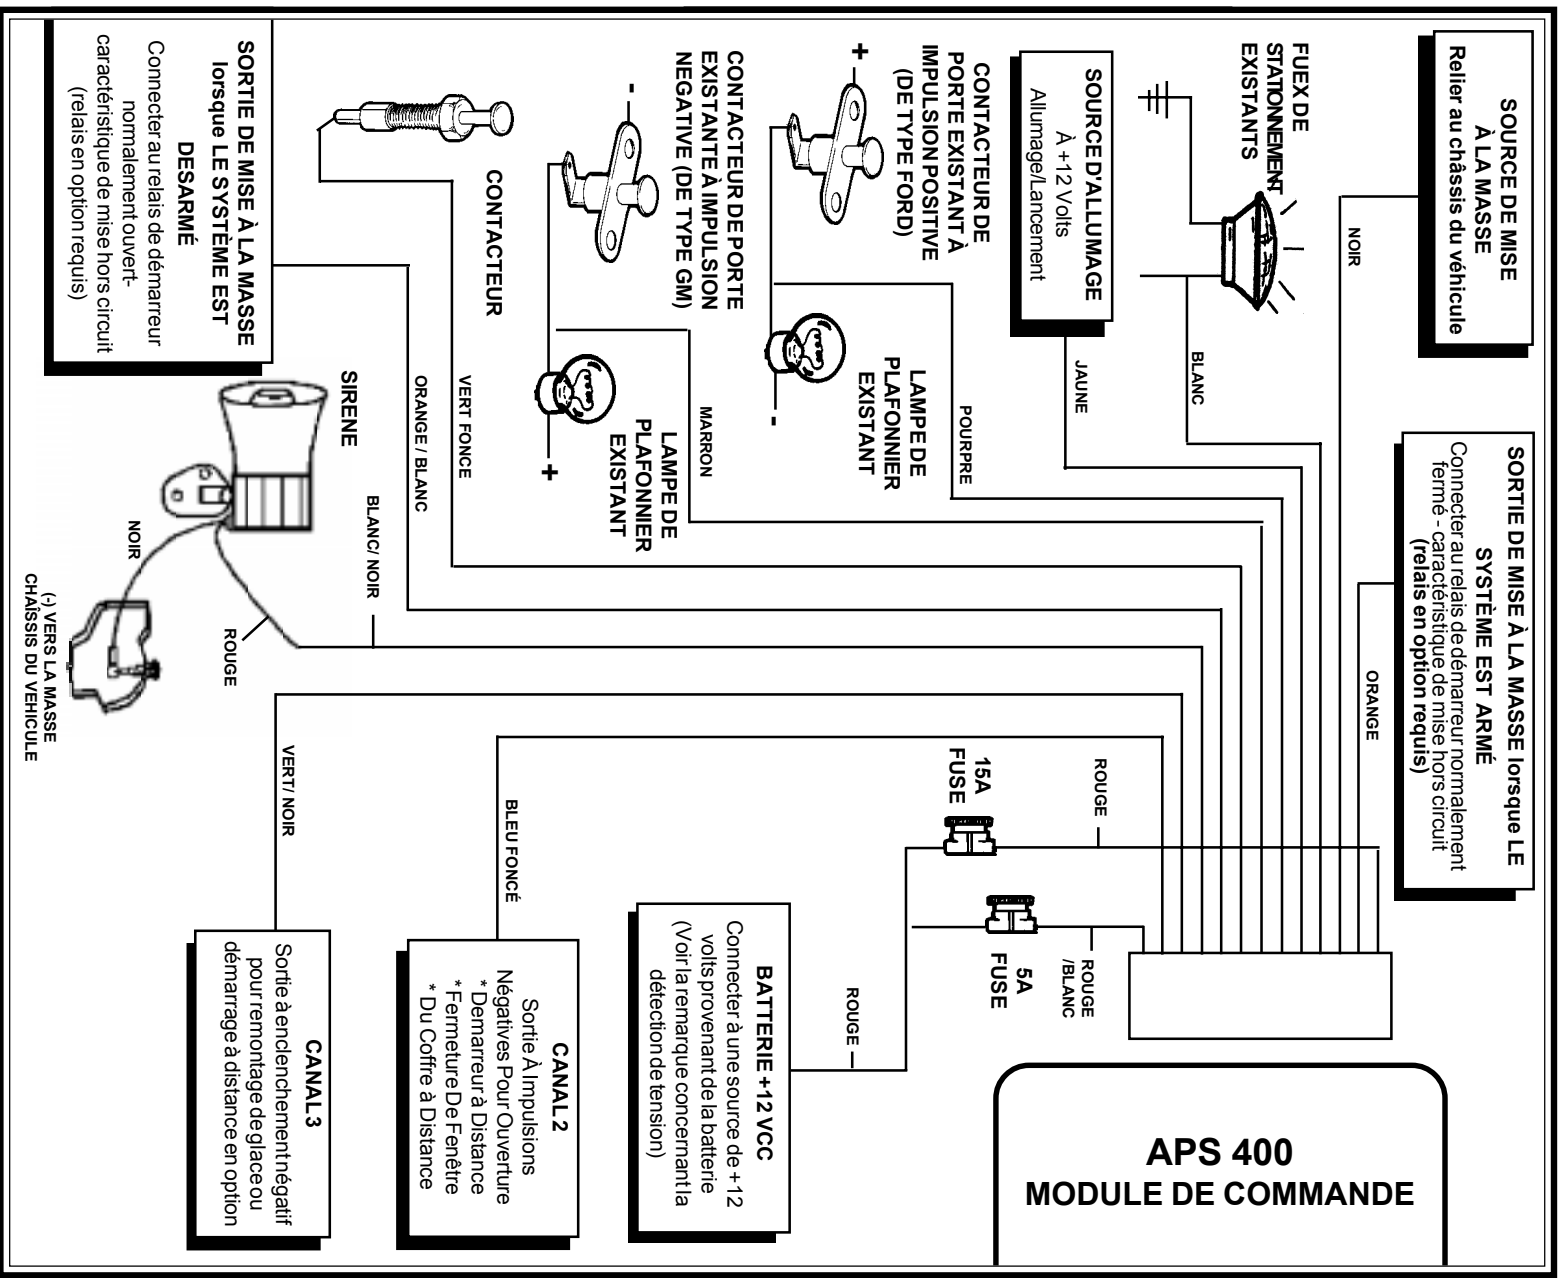 SOURCE DE MISE
À LA MASSE
Relier au châssis du véhicule
NOIR
SORTIE DE MISE À LA MASSE lorsque LE
SYSTÈME EST ARMÉ
Connecter au relais de démarreur normalement
fermé - caractéristique de mise hors circuit
(relais en option requis)
ORANGE
FUEX DE
STATIONNEMENT
EXISTANTS
BLANC
SOURCE D'ALLUMAGE
À +12 Volts
Allumage/Lancement
JAUNE
CONTACTEUR DE
PORTE EXISTANT À
IMPULSION POSITIVE
(DE TYPE FORD)
+
LAMPE DE
PLAFONNIER
EXISTANT
-
POURPRE
CONTACTEUR DE PORTE
EXISTANTE À IMPULSION
NEGATIVE (DE TYPE GM)
-
LAMPE DE
PLAFONNIER
EXISTANT
+
MARRON
CONTACTEUR
VERT FONCE
SORTIE DE MISE À LA MASSE
lorsque LE SYSTÈME EST
DESARMÉ
Connecter au relais de démarreur
normalement ouvert-
caractéristique de mise hors circuit
(relais en option requis)
ORANGE / BLANC
SIRENE
BLANC/ NOIR
NOIR
ROUGE
(-) VERS LA MASSE
CHAÎSSIS DU VEHICULE
15A
FUSE
ROUGE
5A
FUSE
ROUGE
/BLANC
ROUGE
BATTERIE +12 VCC
Connecter à une source de +12
volts provenant de la batterie
(Voir la remarque concernant la
détection de tension)
BLEU FONCÉ
CANAL 2
Sortie À Impulsions
Négatives Pour Ouverture
* Demarreur à Distance
* Fermeture De Fenêtre
* Du Coffre à Distance
VERT/ NOIR
CANAL 3
Sortie à enclenchement négatif
pour remontage de glace ou
démarrage à distance en option
APS 400
MODULE DE COMMANDE